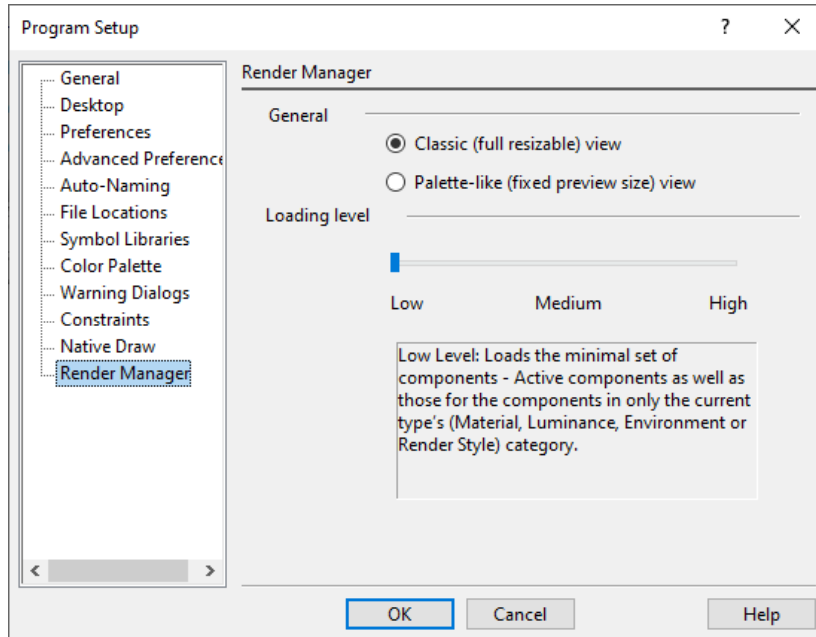 Program Setup
?
General
Desktop
Preferences
Advanced Preference
Auto-Naming
File Locations
Symbol Libraries
Color Palette
Warning Dialogs
Constraints
Native Draw
Render Manager
Render Manager
General
Classic (full resizable) view
Palette-like (fixed preview size) view
Loading level
Low Medium High
Low Level: Loads the minimal set of
components - Active components as well as
those for the components in only the current
type's (Material, Luminance, Environment or
Render Style) category.
OK Cancel Help